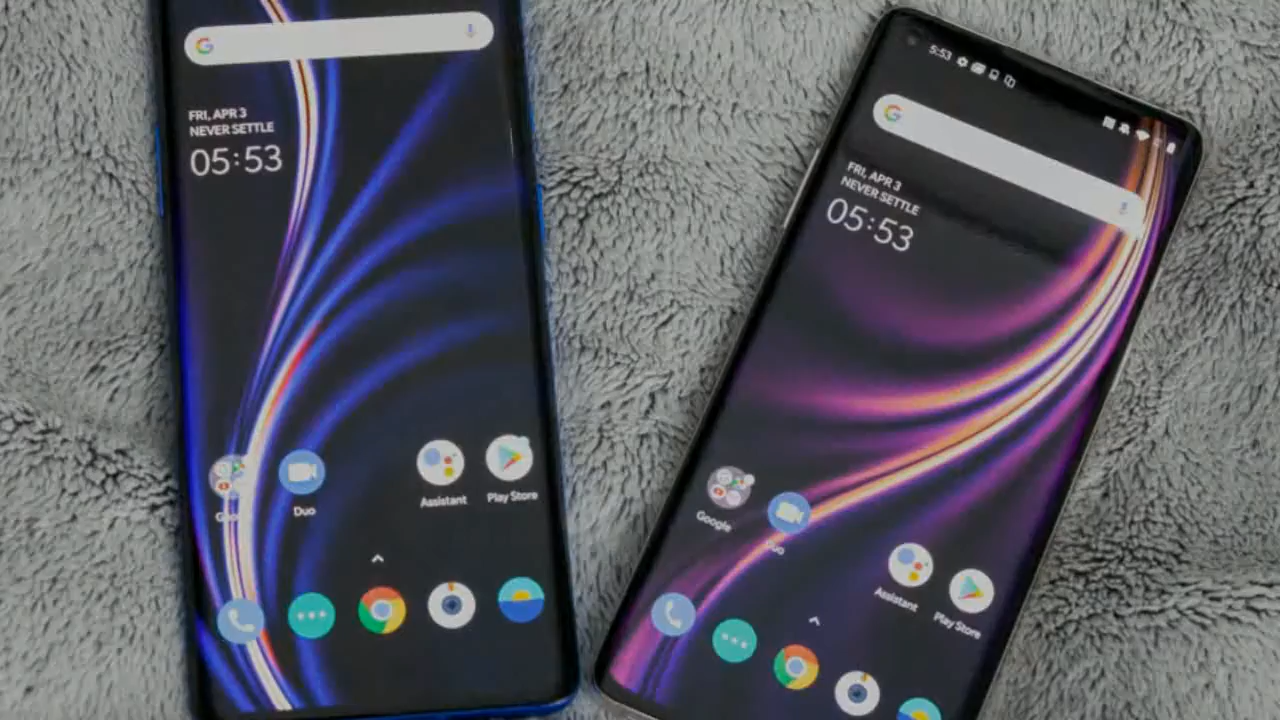 FRI, APR 3
NEVER SETTLE
05:53
Duo
Assistant
Play Store
5:53
FRI, APR 3
NEVER SETTLE
05:53
Google
Assistant
Play Store